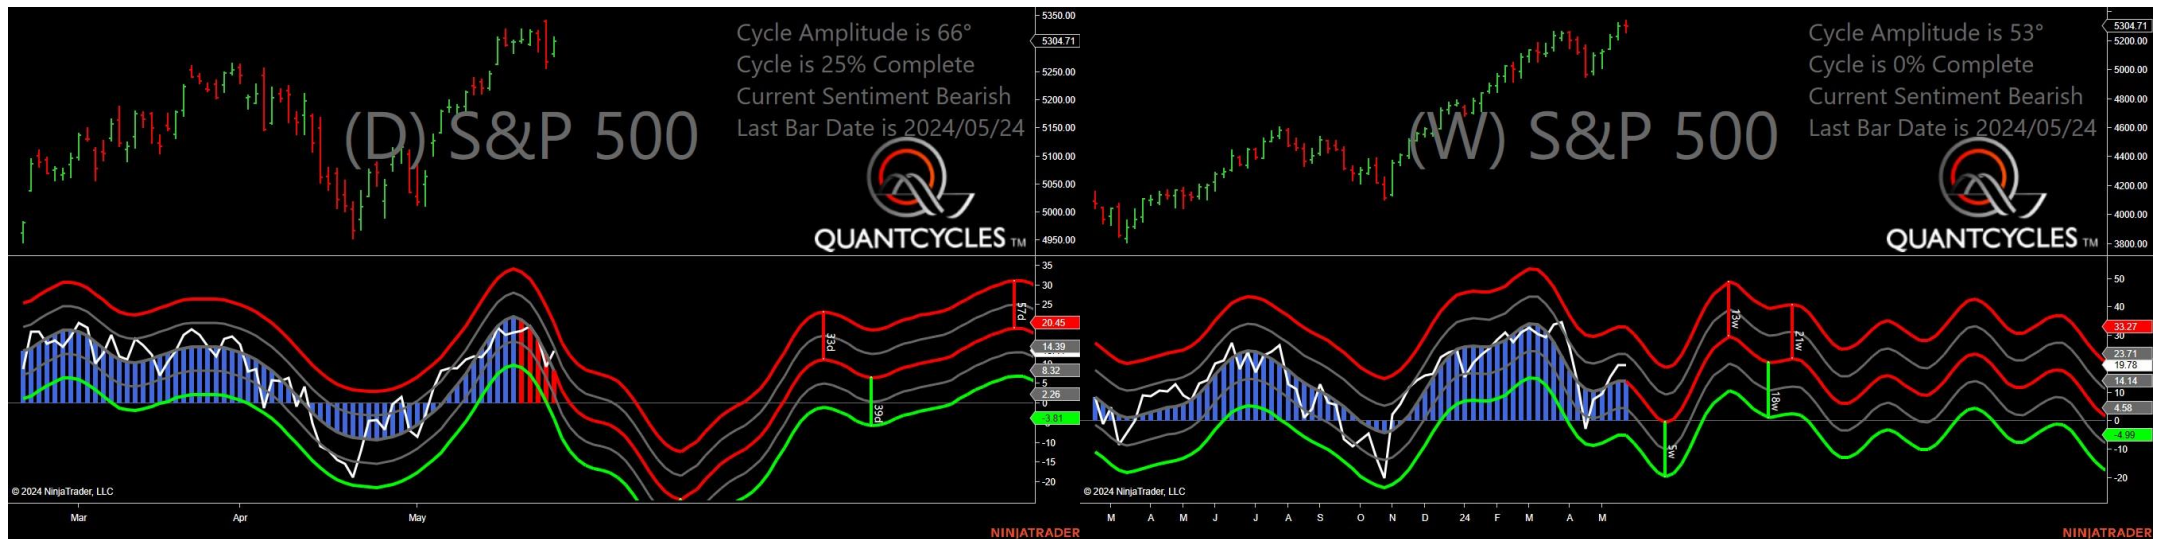 Cycle Amplitude is 66°
Cycle is 25% Complete
Current Sentiment Bearish
Last Bar Date is 2024/05/24
(D) S&P 500
QUANTCYCLES TM
5350.00
5304.71
5250.00
5200.00
5150.00
5100.00
5050.00
5000.00
4950.00
35
30
25
20.45
14.39
8.32
5
2.26
0
-3.81
-10
-15
-20
33d
39d
57d
© 2024 NinjaTrader, LLC
Mar Apr May
NINJATRADER
Cycle Amplitude is 53°
Cycle is 0% Complete
Current Sentiment Bearish
Last Bar Date is 2024/05/24
(W) S&P 500
QUANTCYCLES TM
5304.71
5200.00
5000.00
4800.00
4600.00
4400.00
4200.00
4000.00
3800.00
50
40
33.27
30
23.71
19.78
14.14
10
4.58
0
-4.99
-10
-20
5w
13w
18w
21w
© 2024 NinjaTrader, LLC
M A M J J A S O N D 24 F M A M
NINJATRADER